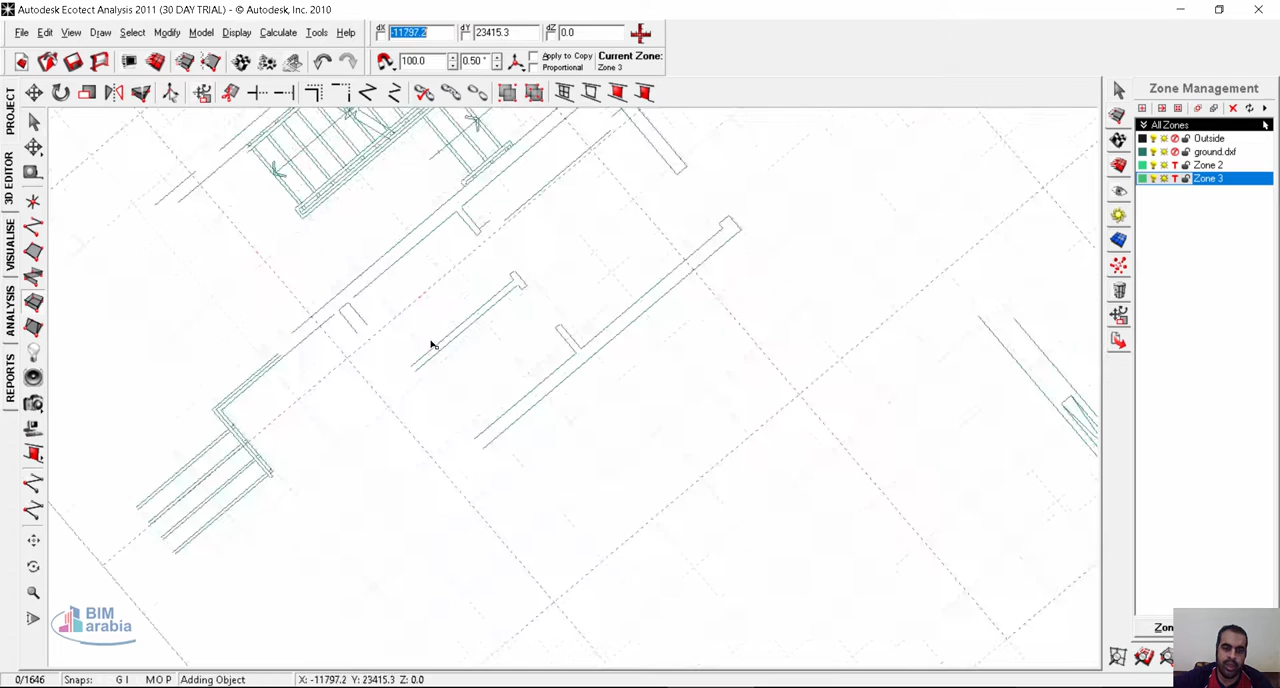 Autodesk Ecotect Analysis 2011 (30 DAY TRIAL) - © Autodesk, Inc. 2010
File Edit View Draw Select Modify Model Display Calculate Tools Help
dX -11797.2 dY 23415.3 dZ 0.0
100.0 0.50 ° Apply to Copy Proportional Current Zone: Zone 3
PROJECT
3D EDITOR
VISUALISE
ANALYSIS
REPORTS
Zone Management
All Zones
Outside
ground.dxf
T Zone 2
T Zone 3
Zon
BIM
arabia
0/1646 Snaps: G I M O P Adding Object X: -11797.2 Y: 23415.3 Z: 0.0